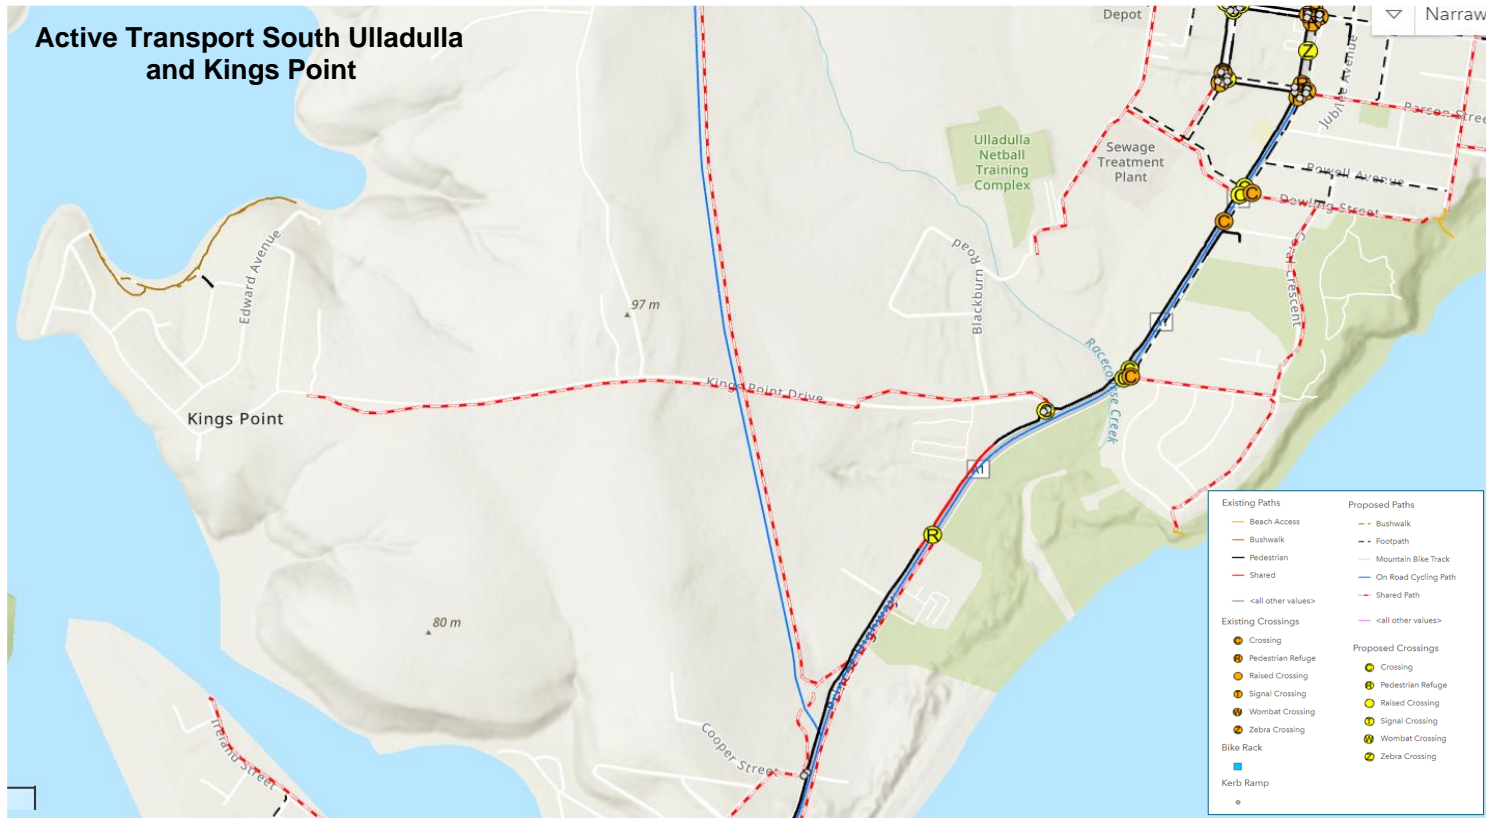 Active Transport South Ulladulla
and Kings Point
Depot
Narraw
Jubilee Avenue
Parson Street
Ulladulla
Netball
Training
Complex
Sewage
Treatment
Plant
Powell Avenue
Dowling Street
Crescent
Edward Avenue
Blackburn Road
97 m
Racecourse Creek
Kings Point Drive
Kings Point
A1
80 m
Cooper Street
Ireland Street
Z
C
C
R
C
Existing Paths
Beach Access
Bushwalk
Pedestrian
Shared
<all other values>
Existing Crossings
C Crossing
R Pedestrian Refuge
Raised Crossing
T Signal Crossing
W Wombat Crossing
Z Zebra Crossing
Bike Rack
Kerb Ramp
Proposed Paths
Bushwalk
Footpath
Mountain Bike Track
On Road Cycling Path
Shared Path
<all other values>
Proposed Crossings
C Crossing
R Pedestrian Refuge
Raised Crossing
T Signal Crossing
W Wombat Crossing
Z Zebra Crossing